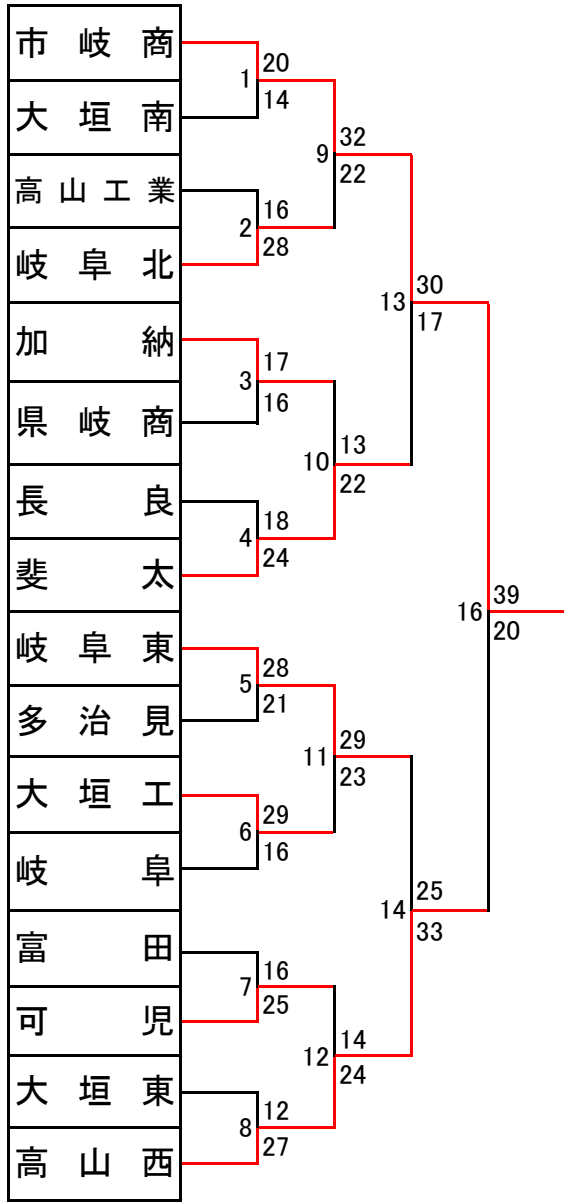 市岐商
大垣南
高山工業
岐阜北
加納
県岐商
長良
斐太
岐阜東
多治見
大垣工
岐阜
富田
可児
大垣東
高山西
1
20
14
2
16
28
3
17
16
4
18
24
5
28
21
6
29
16
7
16
25
8
12
27
9
32
22
10
13
22
11
29
23
12
14
24
13
30
17
14
25
33
16
39
20